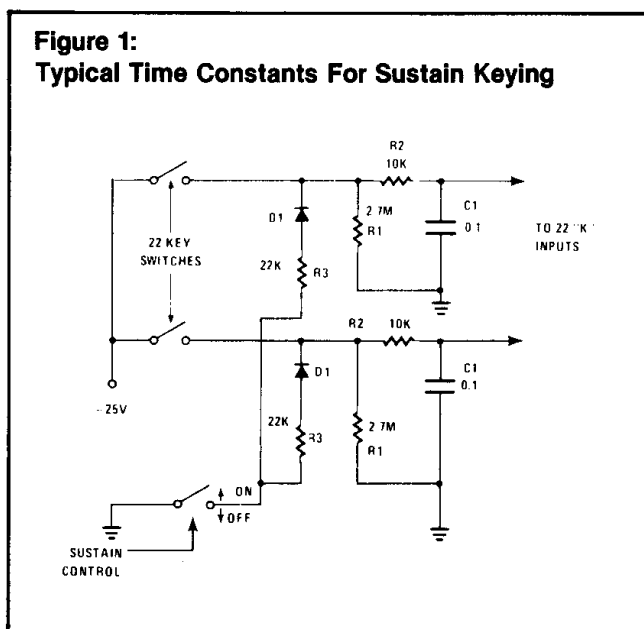 Figure 1:
Typical Time Constants For Sustain Keying
R2
10K
D1
2.7M
R1
C1
0.1
TO 22 "K"
INPUTS
22 KEY
SWITCHES
22K
R3
R2
10K
D1
C1
0.1
22K
R3
2.7M
R1
-25V
ON
OFF
SUSTAIN
CONTROL